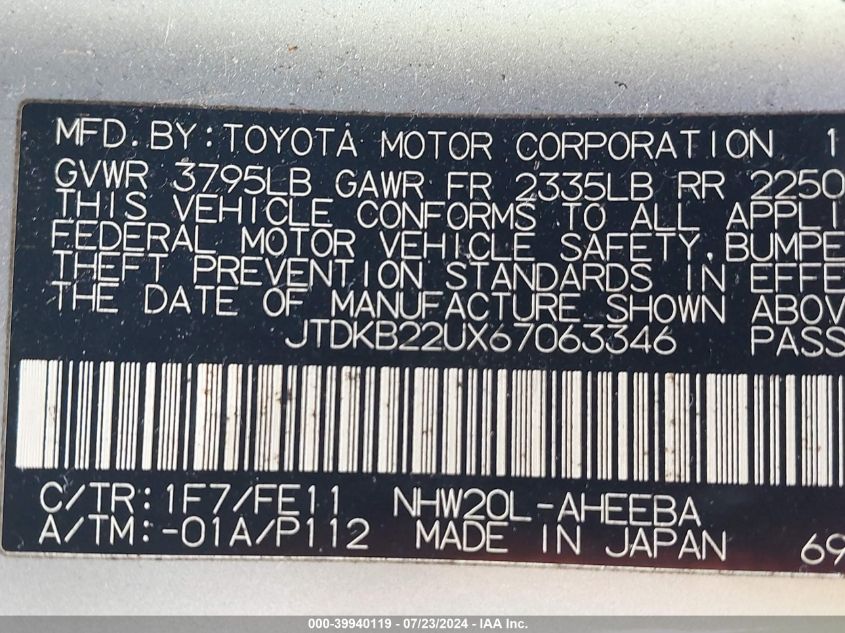 MFD. BY: TOYOTA MOTOR CORPORATION 1
GVWR 3795LB GAWR FR 2335LB RR 2250
THIS VEHICLE CONFORMS TO ALL APPLI
FEDERAL MOTOR VEHICLE SAFETY, BUMPE
THEFT PREVENTION STANDARDS IN EFFE
THE DATE OF MANUFACTURE SHOWN ABOV
JTDKB22UX67063346 PASS
C/TR: 1F7/FE11 NHW20L-AHEEBA
A/TM: -01A/P112 MADE IN JAPAN 69
000-39940119 - 07/23/2024 - IAA Inc.